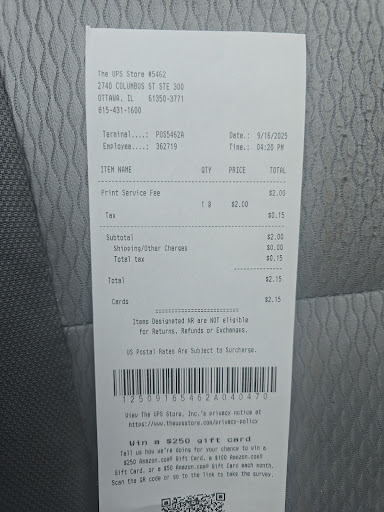 The UPS Store #5462
2740 COLUMBUS ST STE 300
OTTAWA, IL 61350-3771
815-431-1600
Terminal....: POS5462A Date.: 9/16/2025
Employee....: 362719 Time.: 04:20 PM
ITEM NAME QTY PRICE TOTAL
Print Service Fee $2.00
1 @ $2.00
Tax $0.15
Subtotal $2.00
Shipping/Other Charges $0.00
Total tax $0.15
Total $2.15
Cards $2.15
Items Designated NR are NOT eligible
for Returns, Refunds or Exchanges.
US Postal Rates Are Subject to Surcharge.
12509165462A040470
View The UPS Store, Inc.'s privacy notice at
https://www.theupsstore.com/privacy-policy
Win a $250 gift card
Tell us how we're doing for your chance to win a
$250 Amazon.com® Gift Card, a $100 Amazon.com®
Gift Card, or a $50 Amazon.com® Gift Card each month.
Scan the QR code or go to the link to take the survey.